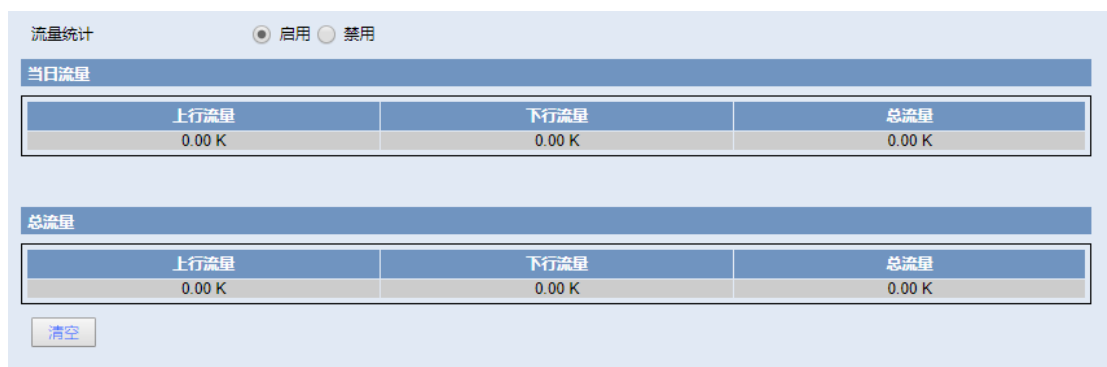 流量统计 启用 禁用
当日流量
上行流量 下行流量 总流量
0.00 K 0.00 K 0.00 K
总流量
上行流量 下行流量 总流量
0.00 K 0.00 K 0.00 K
清空